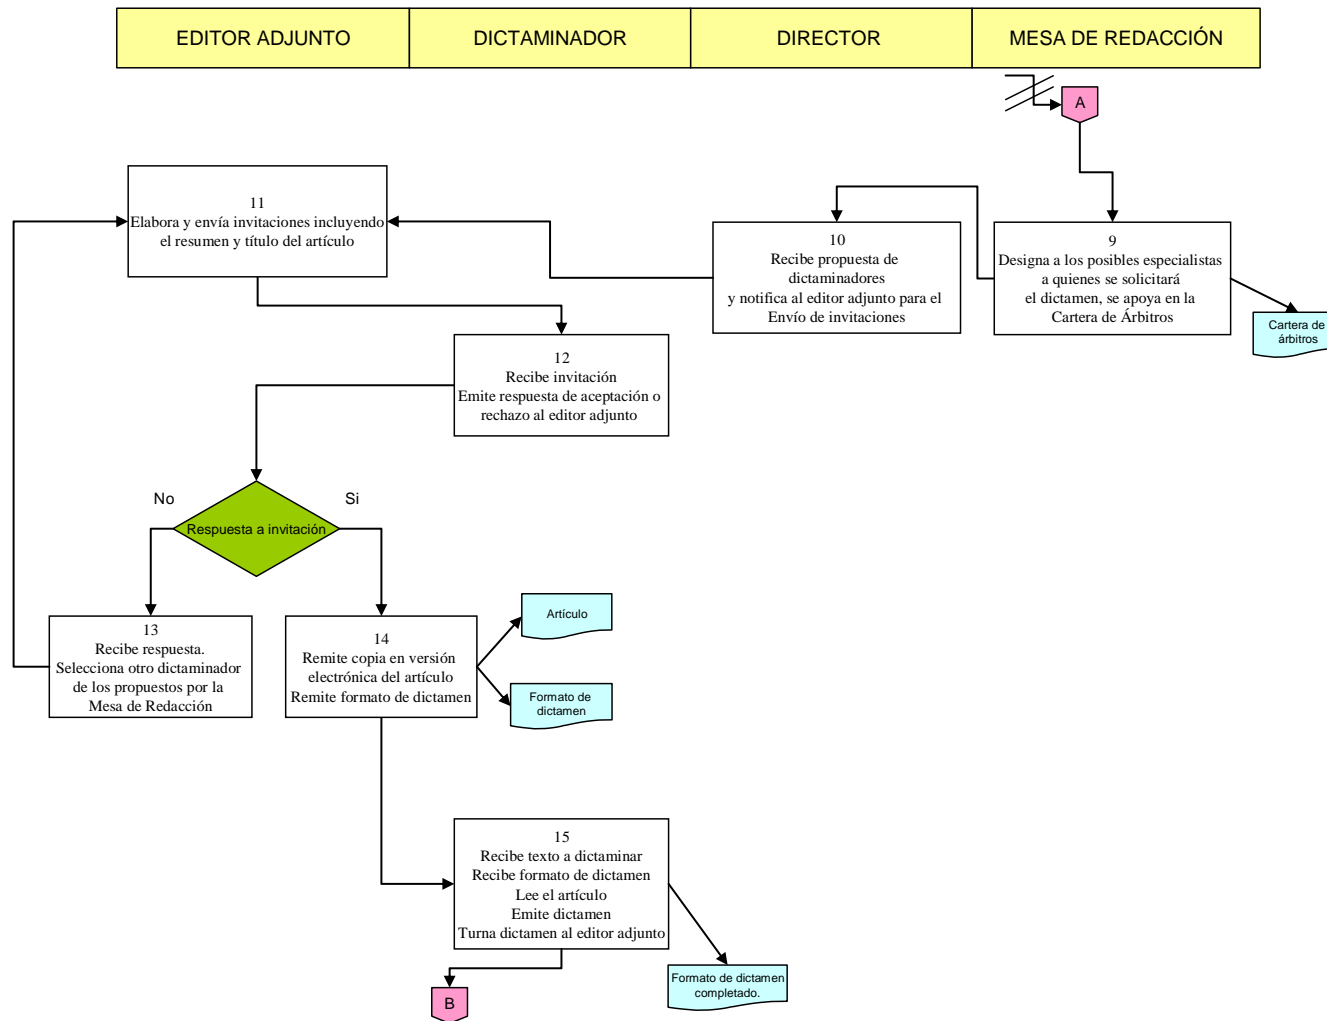 EDITOR ADJUNTO
DICTAMINADOR
DIRECTOR
MESA DE REDACCIÓN
A
11
Elabora y envía invitaciones incluyendo
el resumen y título del artículo
10
Recibe propuesta de
dictaminadores
y notifica al editor adjunto para el
Envío de invitaciones
9
Designa a los posibles especialistas
a quienes se solicitará
el dictamen, se apoya en la
Cartera de Árbitros
Cartera de
árbitros
12
Recibe invitación
Emite respuesta de aceptación o
rechazo al editor adjunto
No
Si
Respuesta a invitación
13
Recibe respuesta.
Selecciona otro dictaminador
de los propuestos por la
Mesa de Redacción
14
Remite copia en versión
electrónica del artículo
Remite formato de dictamen
Artículo
Formato de
dictamen
15
Recibe texto a dictaminar
Recibe formato de dictamen
Lee el artículo
Emite dictamen
Turna dictamen al editor adjunto
Formato de dictamen
completado.
B